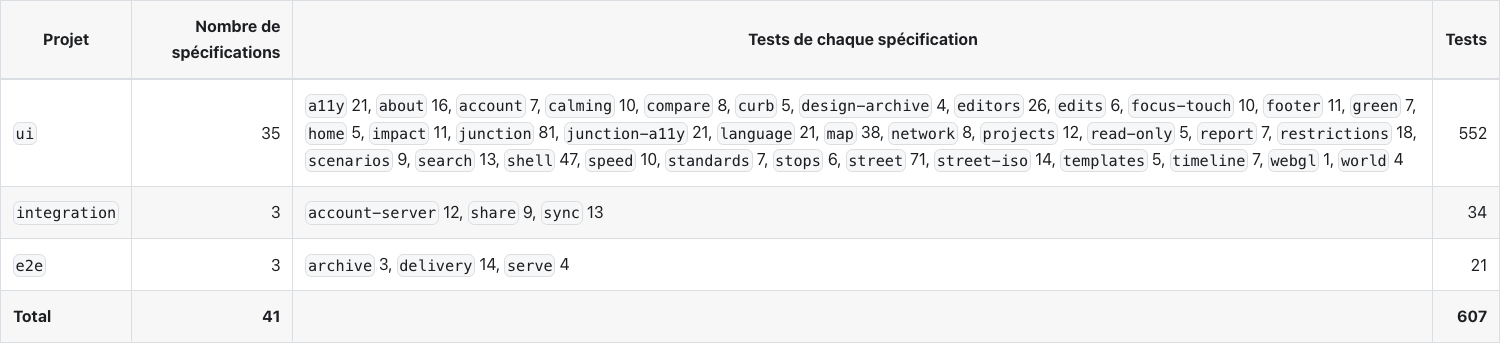 Projet Nombre de spécifications Tests de chaque spécification Tests
ui 35 a11y 21, about 16, account 7, calming 10, compare 8, curb 5, design-archive 4, editors 26, edits 6, focus-touch 10, footer 11, green 7,
home 5, impact 11, junction 81, junction-a11y 21, language 21, map 38, network 8, projects 12, read-only 5, report 7, restrictions 18,
scenarios 9, search 13, shell 47, speed 10, standards 7, stops 6, street 71, street-iso 14, templates 5, timeline 7, webgl 1, world 4 552
integration 3 account-server 12, share 9, sync 13 34
e2e 3 archive 3, delivery 14, serve 4 21
Total 41 607